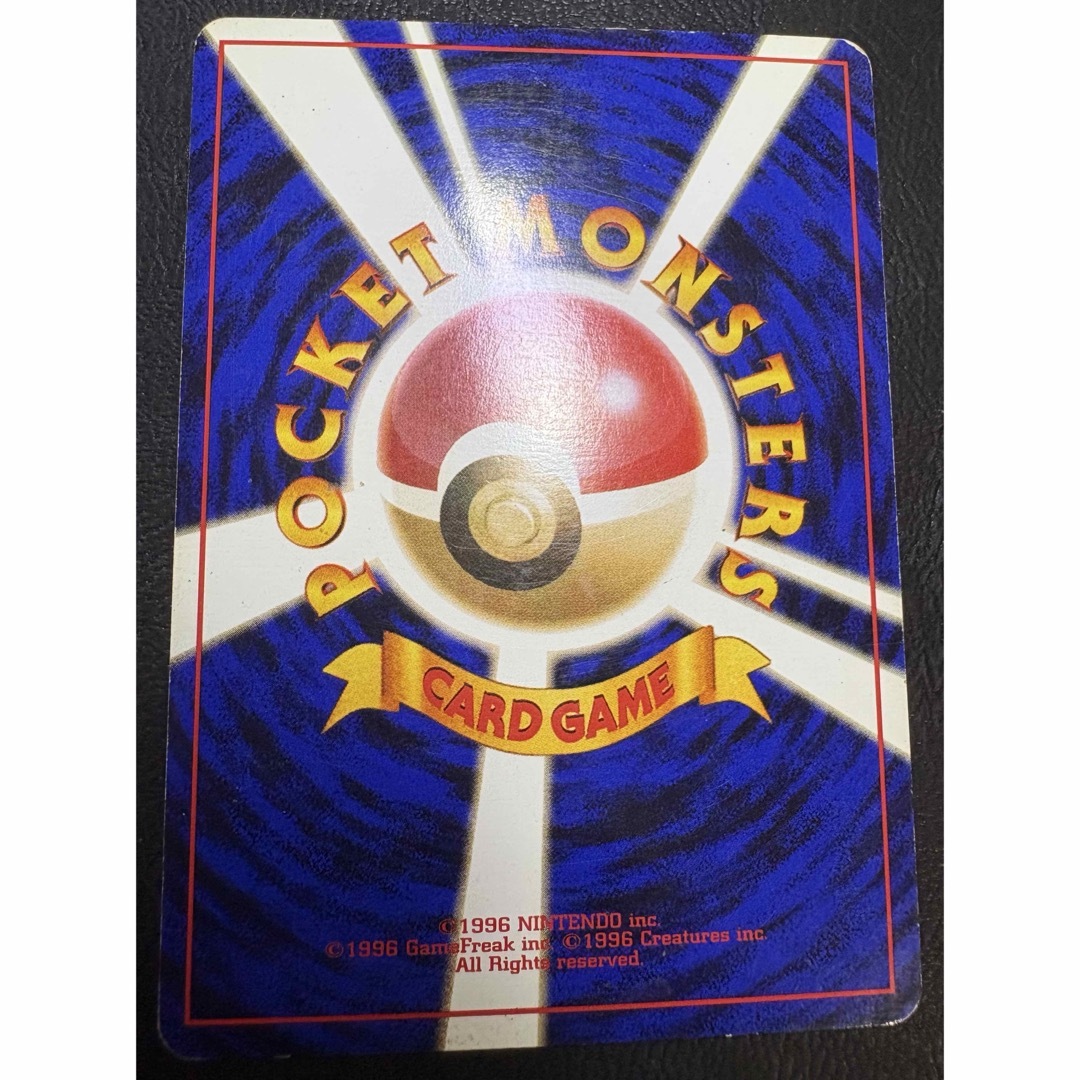 POCKET MONSTERS
CARD GAME
©1996 NINTENDO inc.
©1996 GameFreak inc. ©1996 Creatures inc.
All Rights reserved.